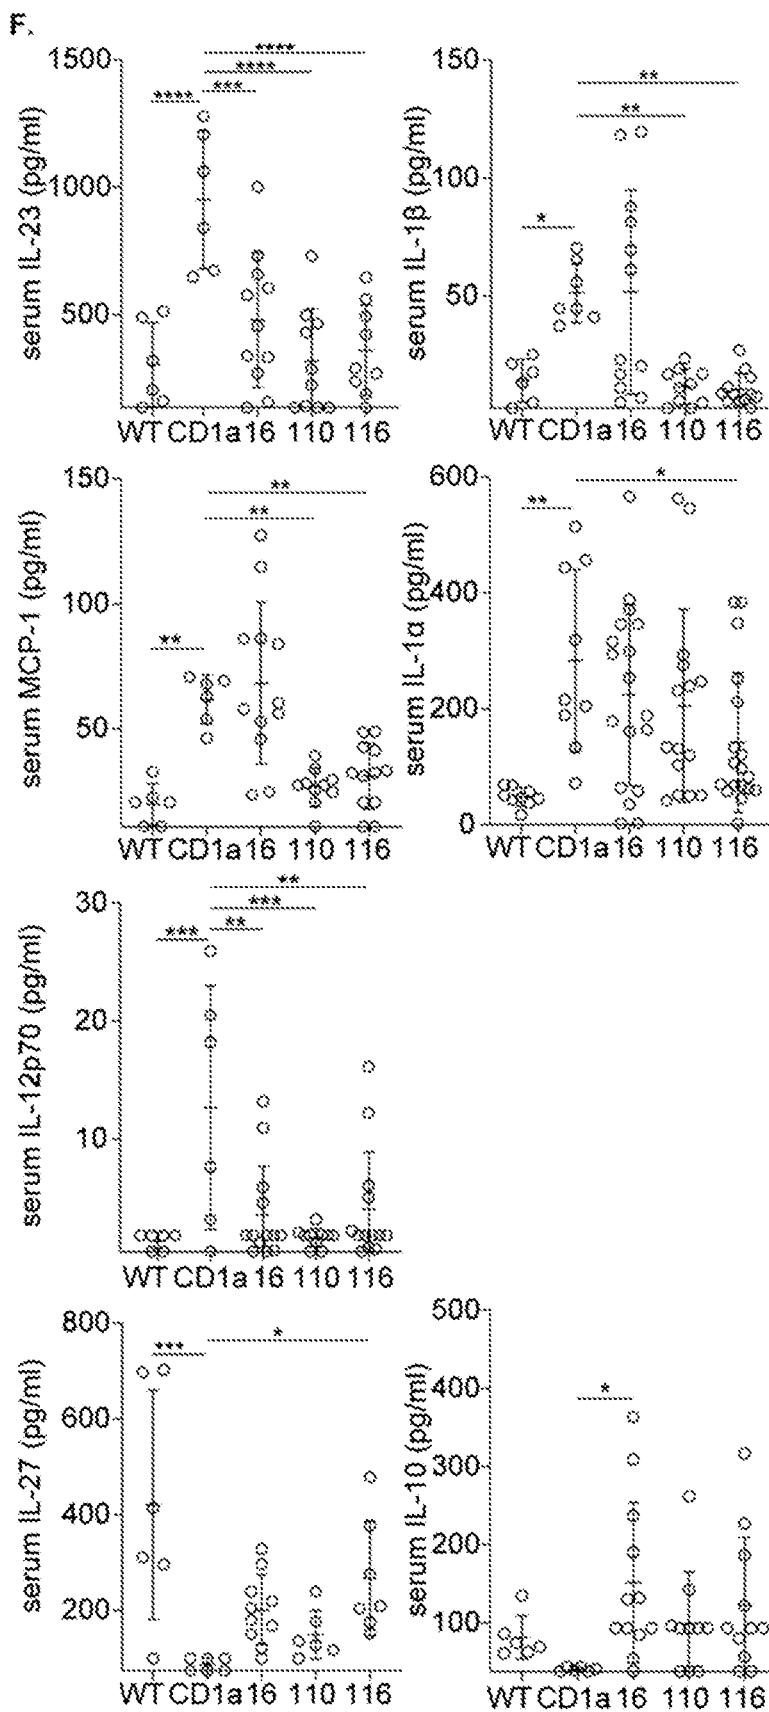 F.
serum IL-23 (pg/ml)
1500
1000
500
****
***
****
****
WT CD1a 16 110 116
serum IL-1β (pg/ml)
150
100
50
*
**
**
WT CD1a 16 110 116
serum MCP-1 (pg/ml)
150
100
50
**
**
**
WT CD1a 16 110 116
serum IL-1α (pg/ml)
600
400
200
0
**
*
WT CD1a 16 110 116
serum IL-12p70 (pg/ml)
30
20
10
***
**
***
**
WT CD1a 16 110 116
serum IL-27 (pg/ml)
800
600
400
200
***
*
WT CD1a 16 110 116
serum IL-10 (pg/ml)
500
400
300
200
100
*
WT CD1a 16 110 116